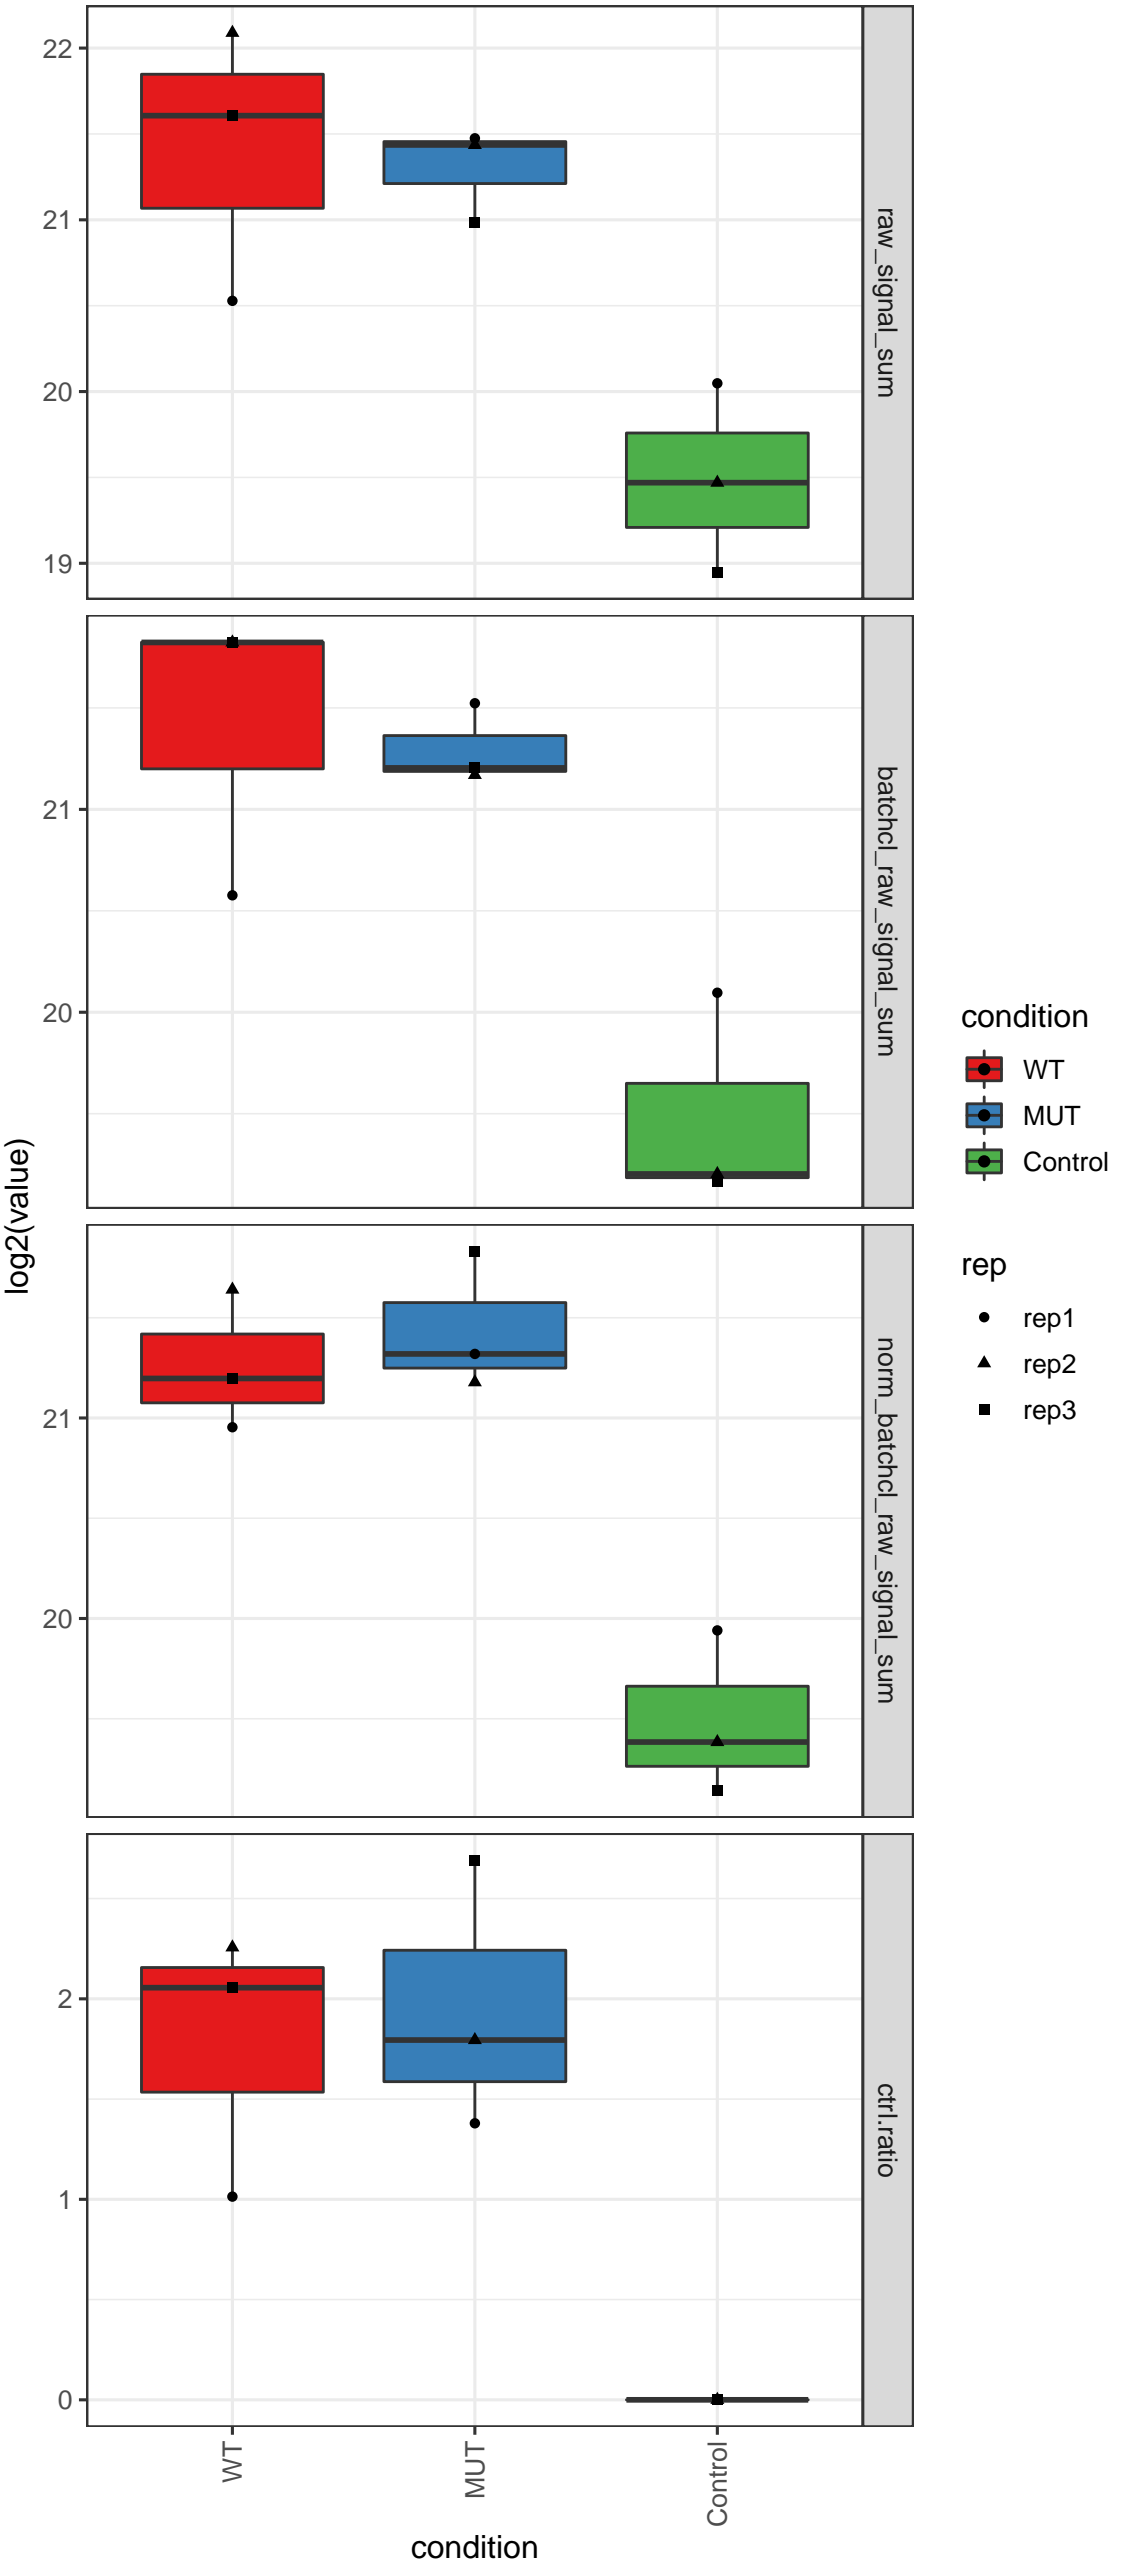 22
21
20
19
raw_signal_sum
21
20
batchcl_raw_signal_sum
21
20
norm_batchcl_raw_signal_sum
2
1
0
ctrl.ratio
log2(value)
WT
MUT
Control
condition
condition
WT
MUT
Control
rep
rep1
rep2
rep3